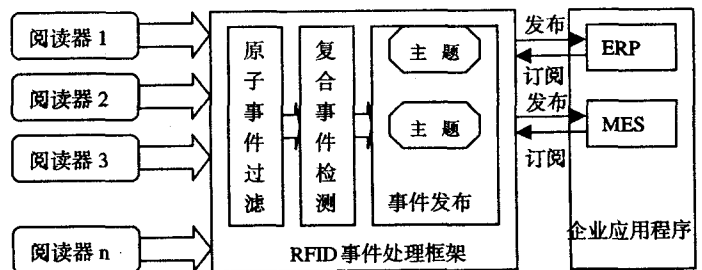 阅读器 1
阅读器 2
阅读器 3
阅读器 n
原子事件过滤
复合事件检测
主 题
主 题
事件发布
RFID 事件处理框架
发布
订阅
发布
订阅
ERP
MES
企业应用程序